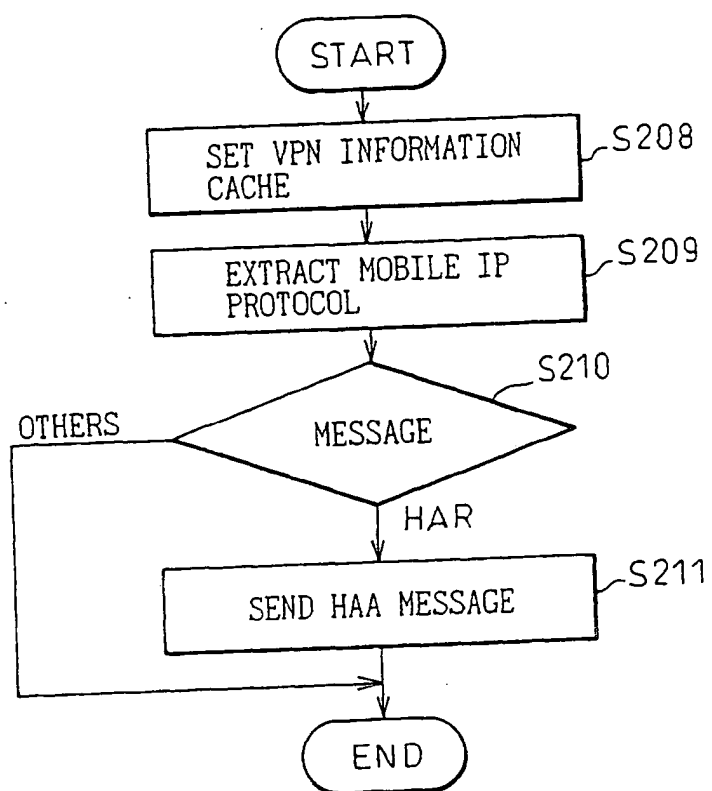 START
SET VPN INFORMATION
CACHE
S208
EXTRACT MOBILE IP
PROTOCOL
S209
S210
OTHERS
MESSAGE
HAR
SEND HAA MESSAGE
S211
END